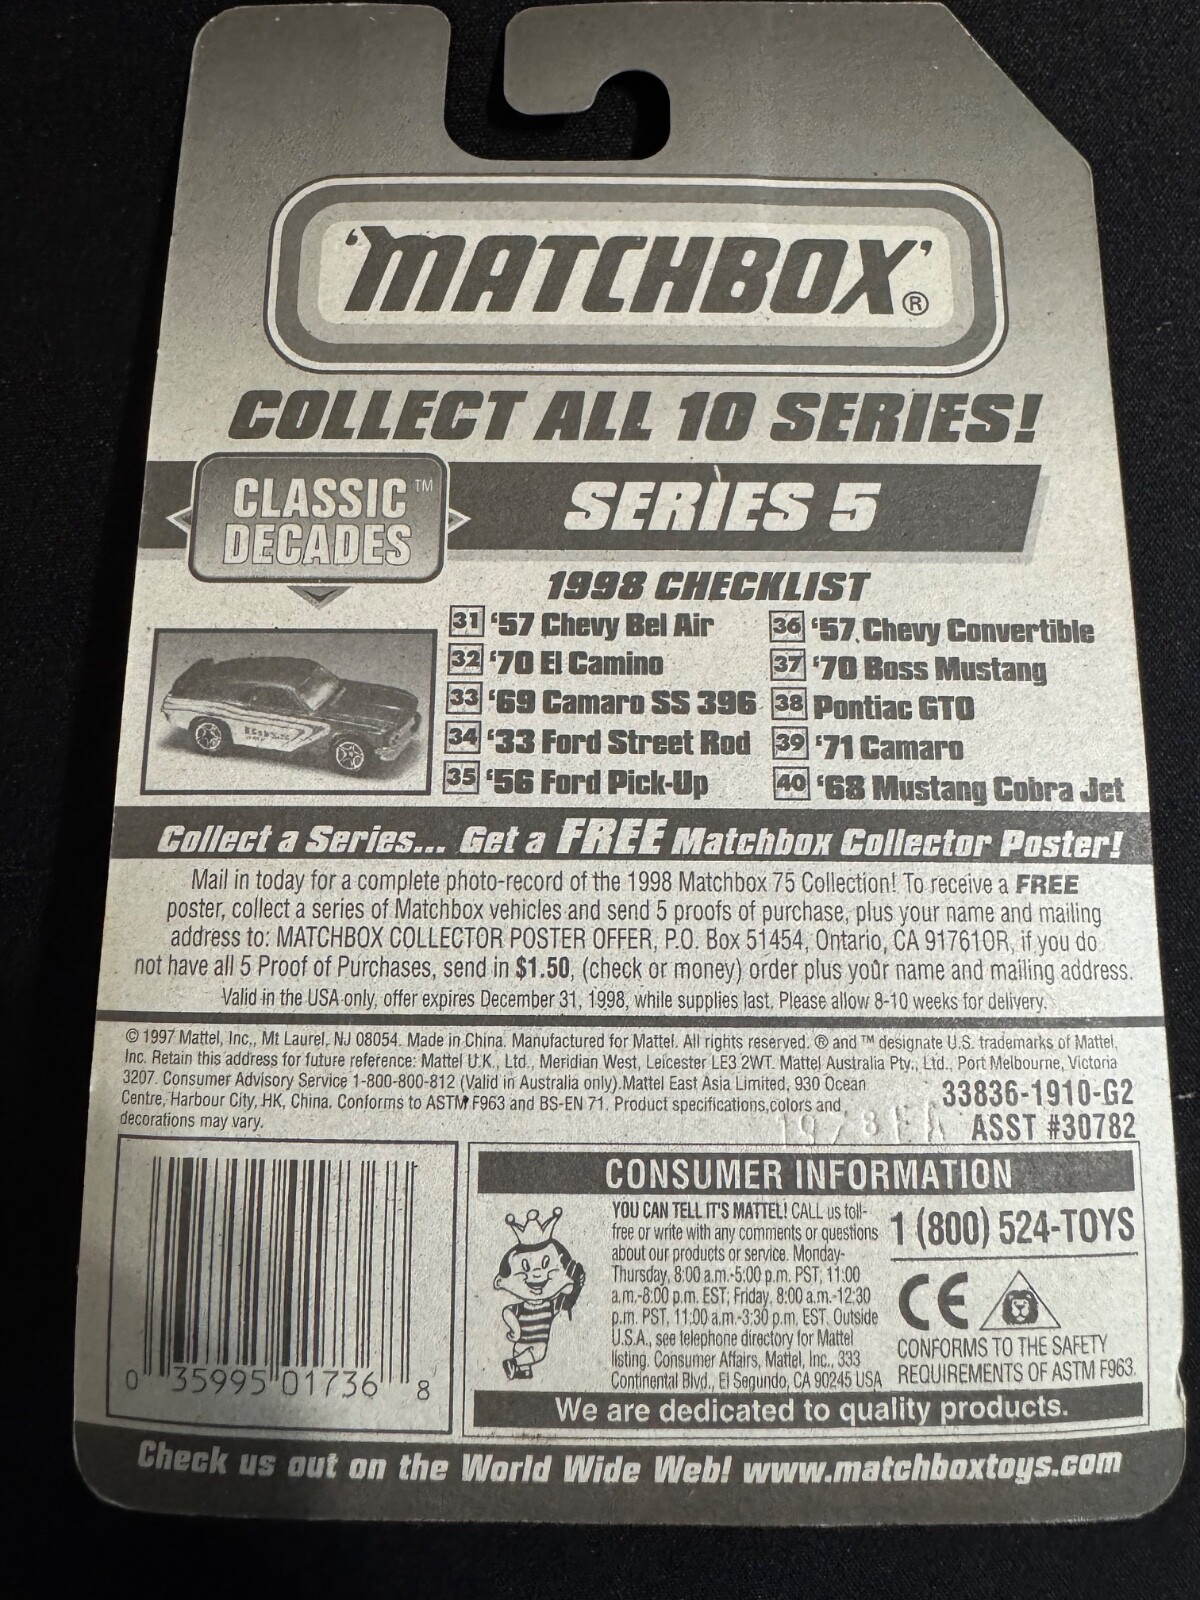 'MATCHBOX'®
COLLECT ALL 10 SERIES!
CLASSIC™
DECADES
SERIES 5
1998 CHECKLIST
31 '57 Chevy Bel Air
32 '70 El Camino
33 '69 Camaro SS 396
34 '33 Ford Street Rod
35 '56 Ford Pick-Up
36 '57 Chevy Convertible
37 '70 Boss Mustang
38 Pontiac GTO
39 '71 Camaro
40 '68 Mustang Cobra Jet
Collect a Series... Get a FREE Matchbox Collector Poster!
Mail in today for a complete photo-record of the 1998 Matchbox 75 Collection! To receive a FREE
poster, collect a series of Matchbox vehicles and send 5 proofs of purchase, plus your name and mailing
address to: MATCHBOX COLLECTOR POSTER OFFER, P.O. Box 51454, Ontario, CA 91761OR, if you do
not have all 5 Proof of Purchases, send in $1.50, (check or money) order plus your name and mailing address.
Valid in the USA only, offer expires December 31, 1998, while supplies last. Please allow 8-10 weeks for delivery.
© 1997 Mattel, Inc., Mt Laurel, NJ 08054. Made in China. Manufactured for Mattel. All rights reserved. ® and ™ designate U.S. trademarks of Mattel,
Inc. Retain this address for future reference: Mattel U.K., Ltd., Meridian West, Leicester LE3 2WT. Mattel Australia Pty., Ltd., Port Melbourne, Victoria
3207. Consumer Advisory Service 1-800-800-812 (Valid in Australia only).Mattel East Asia Limited, 930 Ocean
Centre, Harbour City, HK, China. Conforms to ASTM F963 and BS-EN 71. Product specifications,colors and
decorations may vary.
33836-1910-G2
ASST #30782
0 35995 01736 8
CONSUMER INFORMATION
YOU CAN TELL IT'S MATTEL! CALL us toll-
free or write with any comments or questions
about our products or service. Monday-
Thursday, 8:00 a.m.-5:00 p.m. PST, 11:00
a.m.-8:00 p.m. EST; Friday, 8:00 a.m.-12:30
p.m. PST, 11:00 a.m.-3:30 p.m. EST. Outside
U.S.A., see telephone directory for Mattel
listing. Consumer Affairs, Mattel, Inc., 333
Continental Blvd., El Segundo, CA 90245 USA
1 (800) 524-TOYS
CE
CONFORMS TO THE SAFETY
REQUIREMENTS OF ASTM F963.
We are dedicated to quality products.
Check us out on the World Wide Web! www.matchboxtoys.com